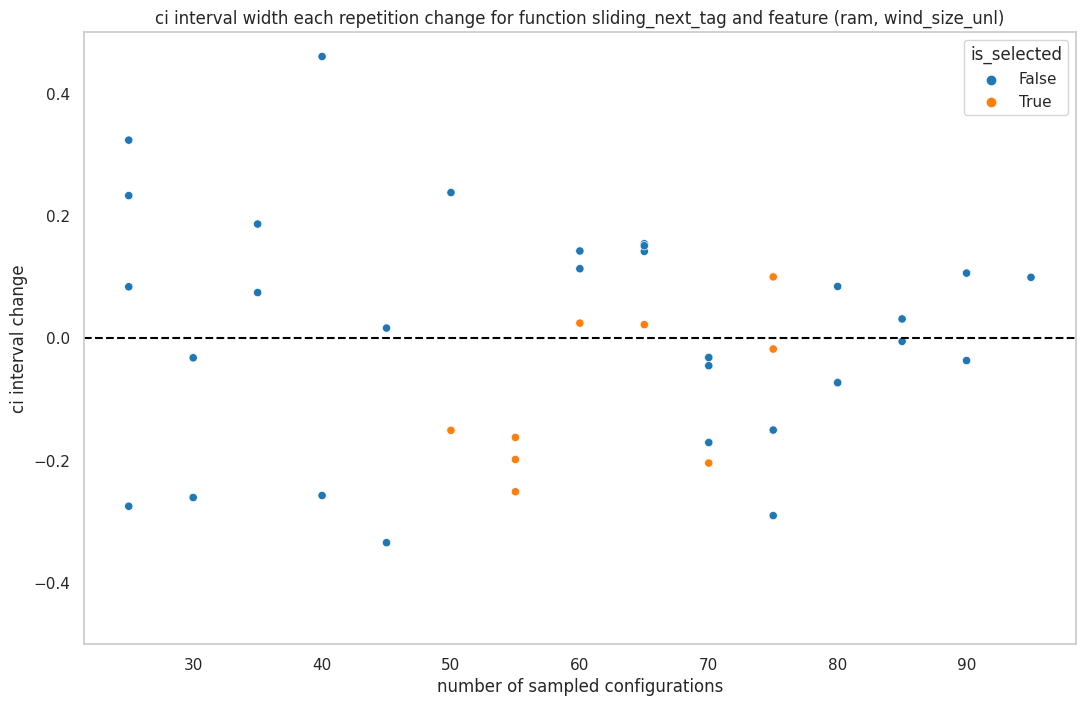 ci interval width each repetition change for function sliding_next_tag and feature (ram, wind_size_unl)
is_selected
False
True
ci interval change
0.4
0.2
0.0
−0.2
−0.4
30
40
50
60
70
80
90
number of sampled configurations